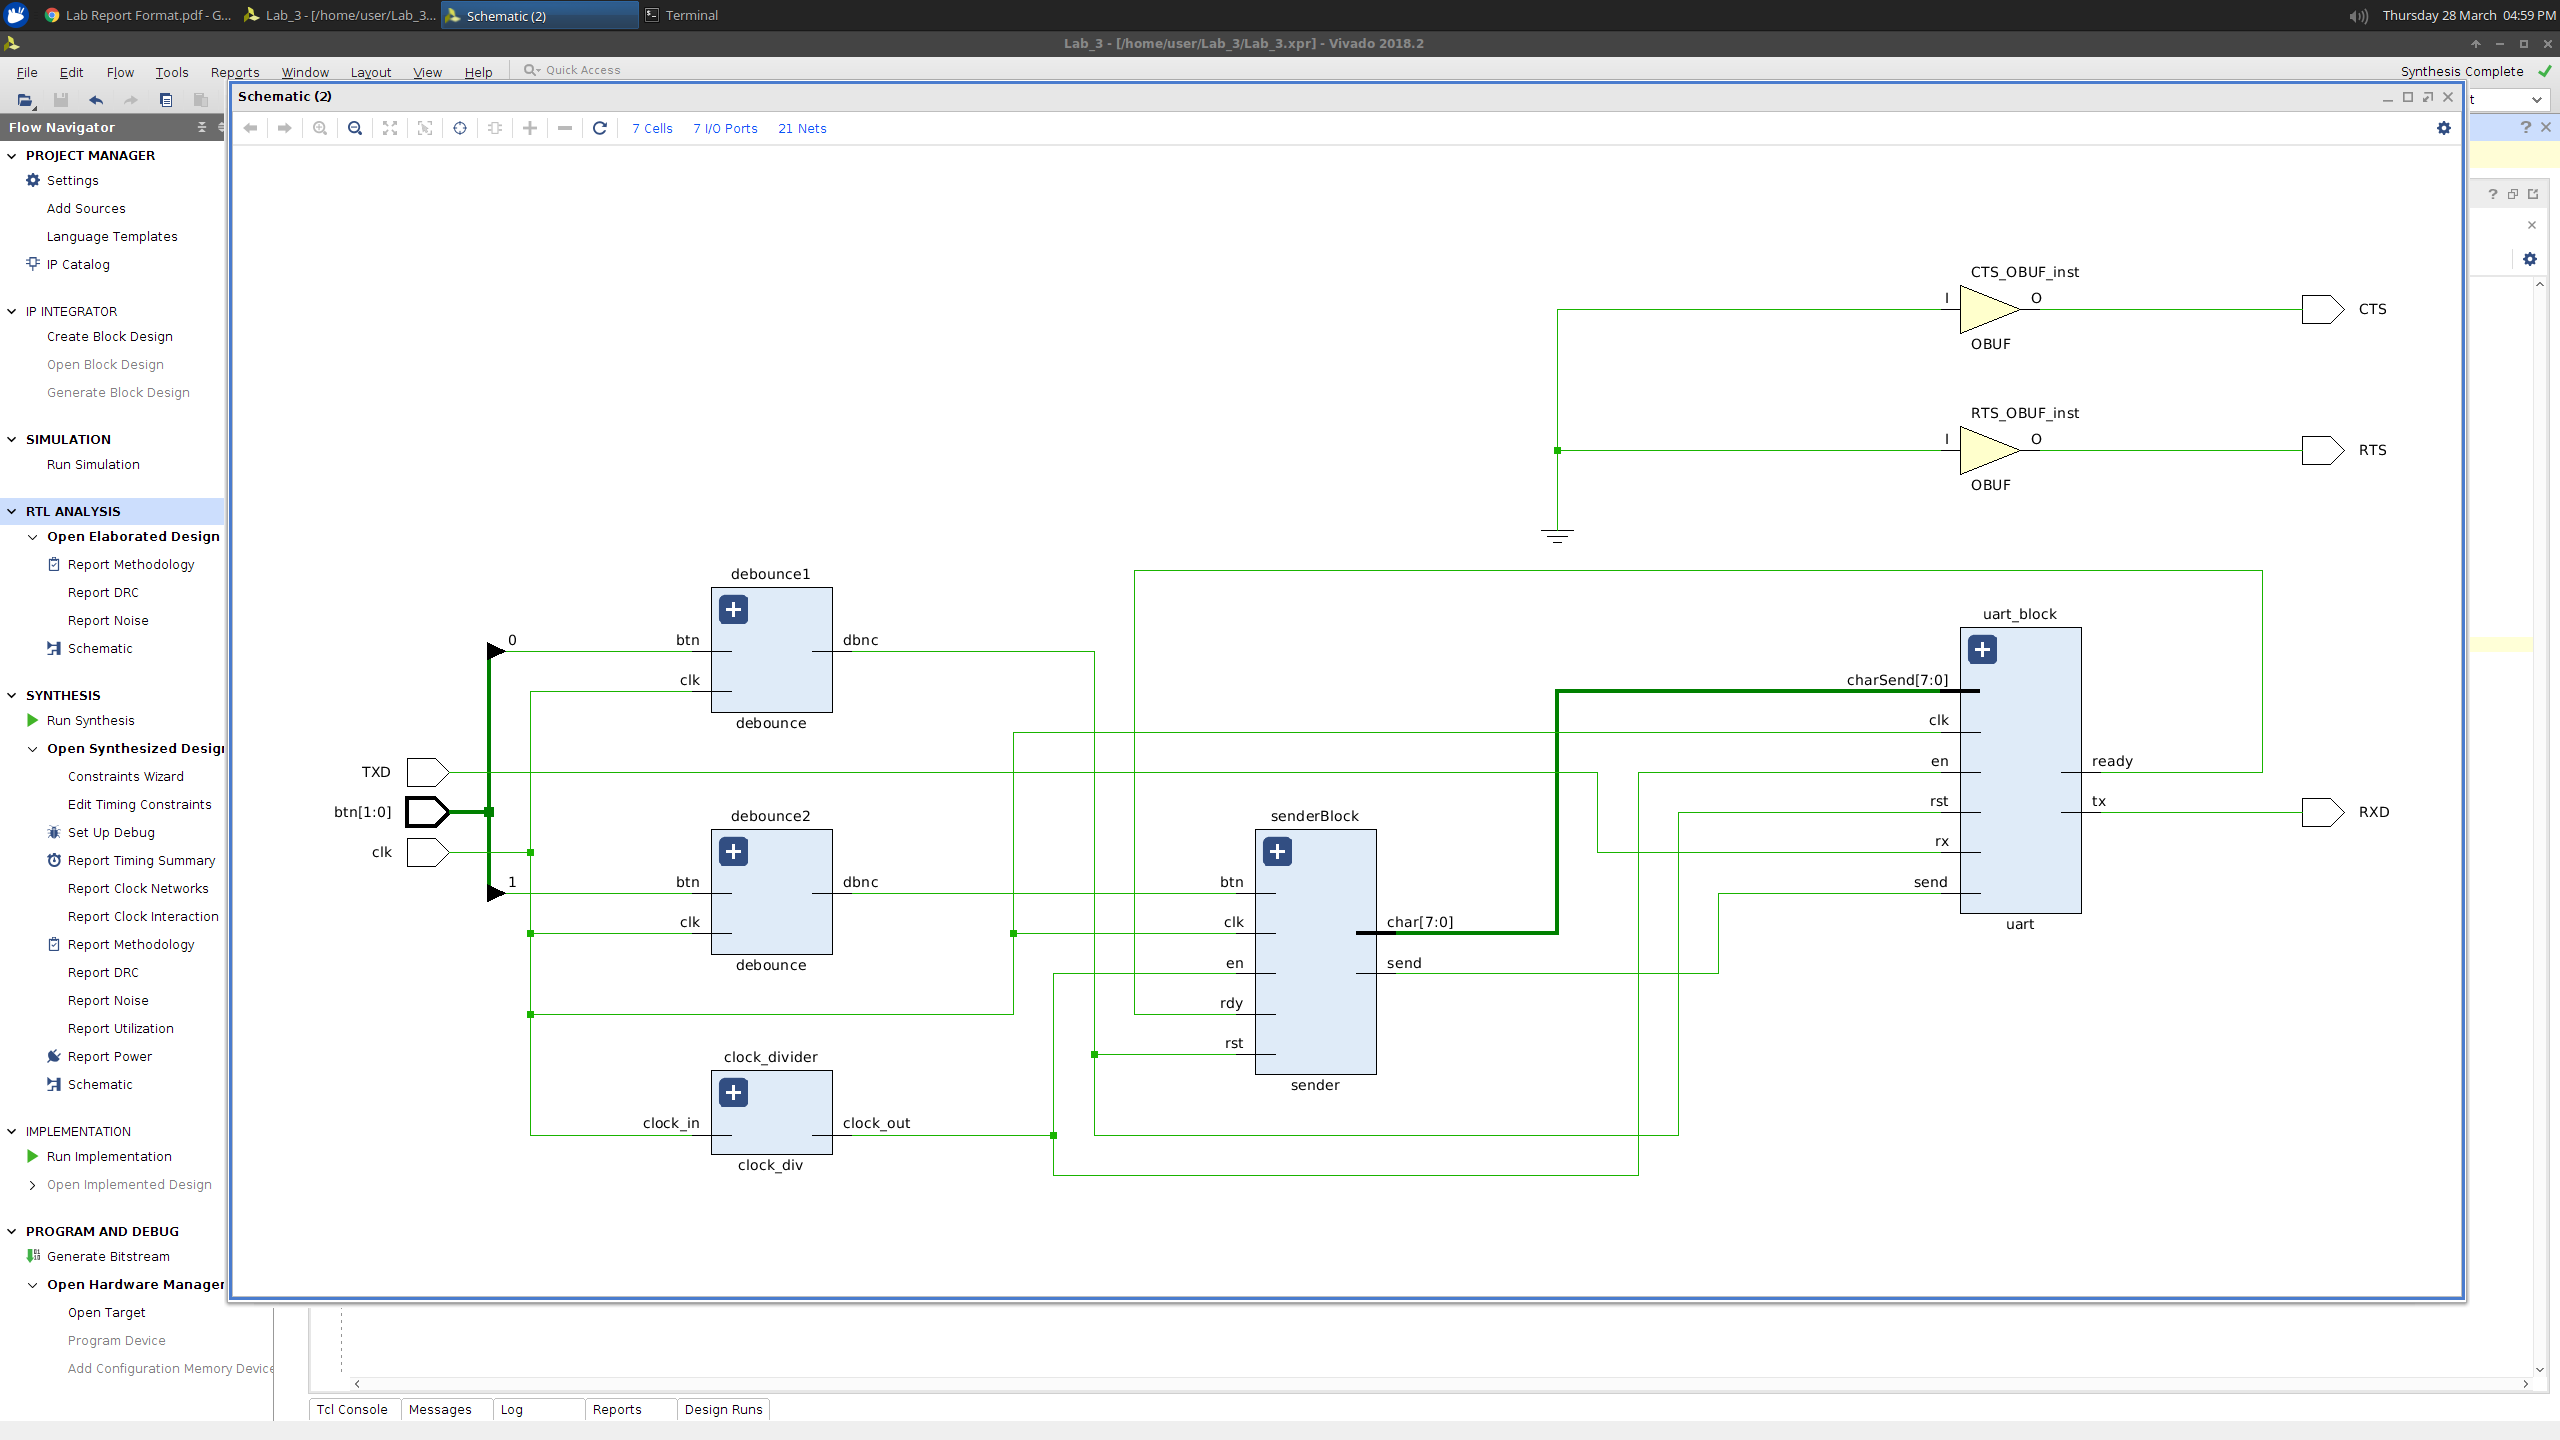 Lab Report Format.pdf - G...
Lab_3 - [/home/user/Lab_3...
Schematic (2)
Terminal
Thursday 28 March 04:59 PM
Lab_3 - [/home/user/Lab_3/Lab_3.xpr] - Vivado 2018.2
File Edit Flow Tools Reports Window Layout View Help
Quick Access
Synthesis Complete
Schematic (2)
7 Cells 7 I/O Ports 21 Nets
Flow Navigator
PROJECT MANAGER
Settings
Add Sources
Language Templates
IP Catalog
IP INTEGRATOR
Create Block Design
Open Block Design
Generate Block Design
SIMULATION
Run Simulation
RTL ANALYSIS
Open Elaborated Design
Report Methodology
Report DRC
Report Noise
Schematic
SYNTHESIS
Run Synthesis
Open Synthesized Design
Constraints Wizard
Edit Timing Constraints
Set Up Debug
Report Timing Summary
Report Clock Networks
Report Clock Interaction
Report Methodology
Report DRC
Report Noise
Report Utilization
Report Power
Schematic
IMPLEMENTATION
Run Implementation
Open Implemented Design
PROGRAM AND DEBUG
Generate Bitstream
Open Hardware Manager
Open Target
Program Device
Add Configuration Memory Device
CTS_OBUF_inst
I O
CTS
OBUF
RTS_OBUF_inst
I O
RTS
OBUF
debounce1
0
btn dbnc
clk
debounce
TXD
btn[1:0]
clk
1
debounce2
btn dbnc
clk
debounce
clock_divider
clock_in clock_out
clock_div
senderBlock
btn
clk char[7:0]
en send
rdy
rst
sender
uart_block
charSend[7:0]
clk
en ready
rst tx
rx
send
uart
RXD
t
Tcl Console Messages Log Reports Design Runs